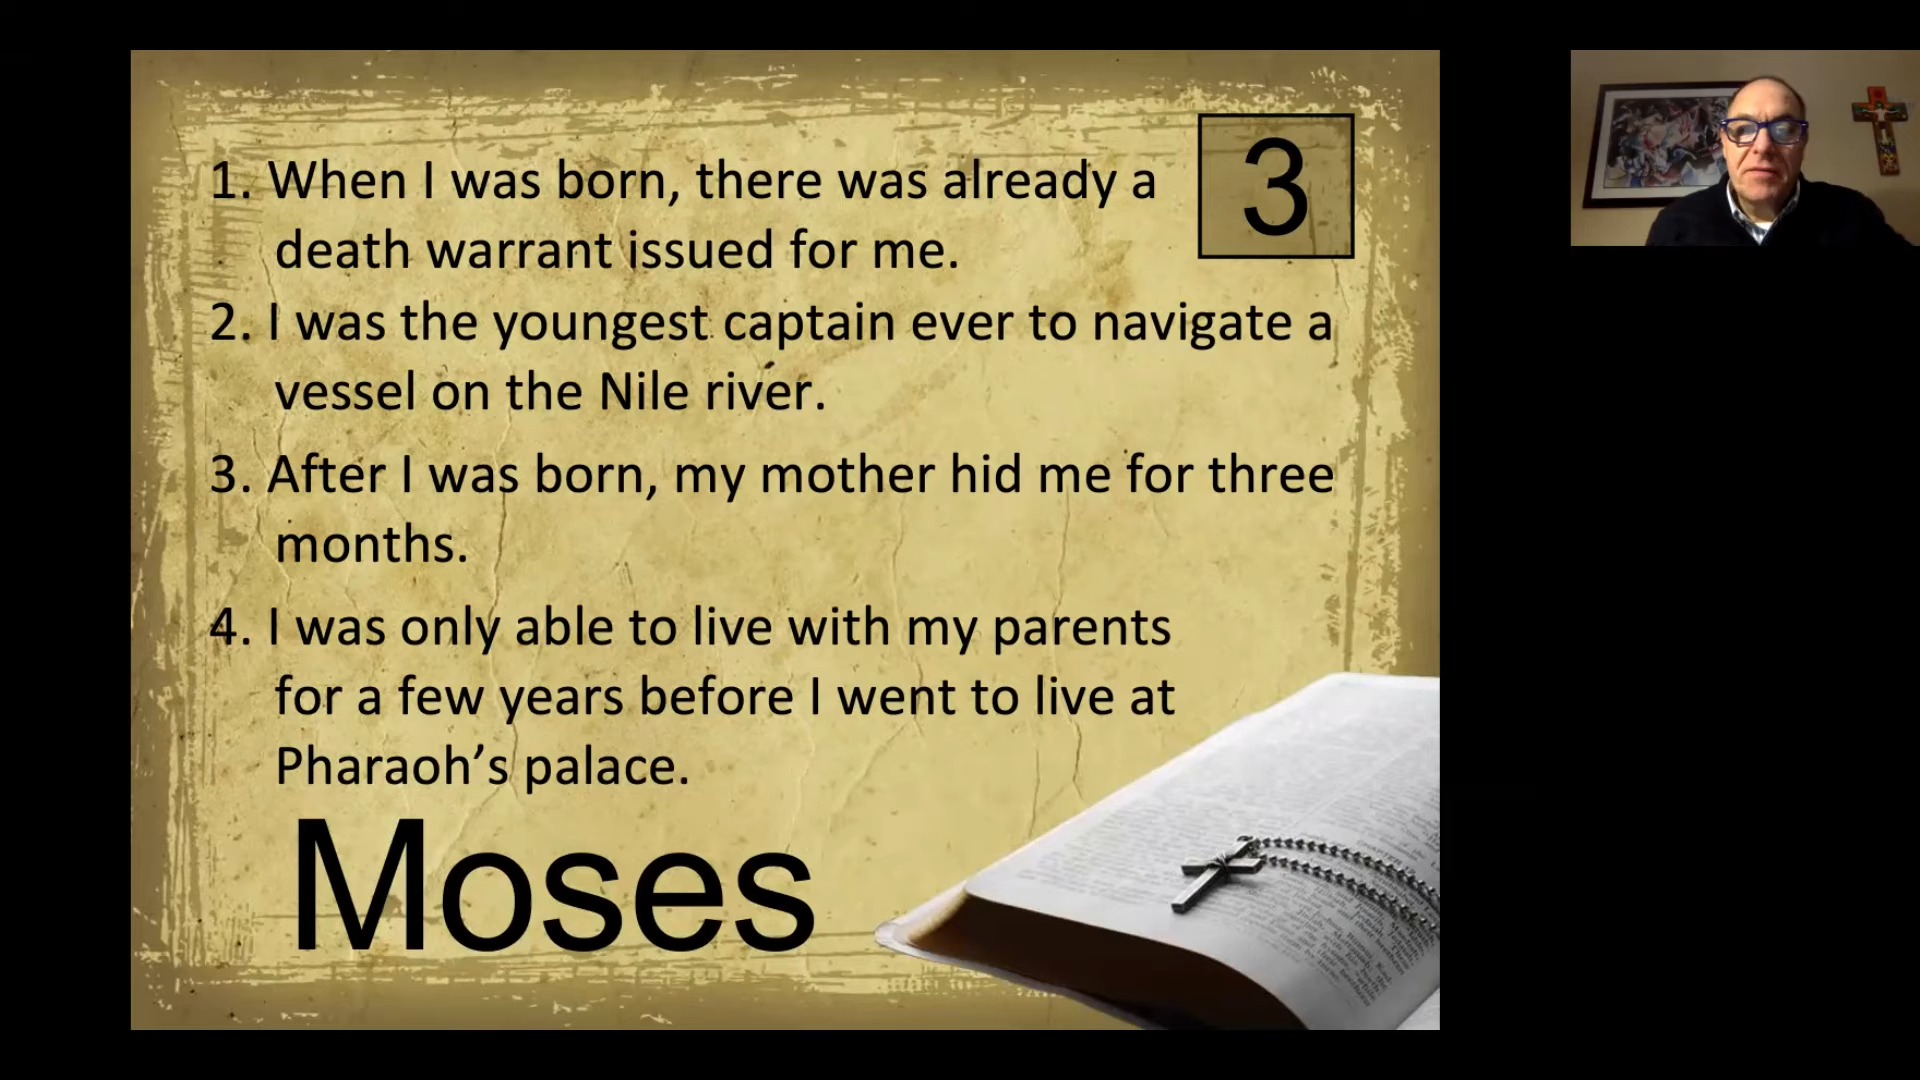 3
1. When I was born, there was already a
death warrant issued for me.
2. I was the youngest captain ever to navigate a
vessel on the Nile river.
3. After I was born, my mother hid me for three
months.
4. I was only able to live with my parents
for a few years before I went to live at
Pharaoh’s palace.
Moses